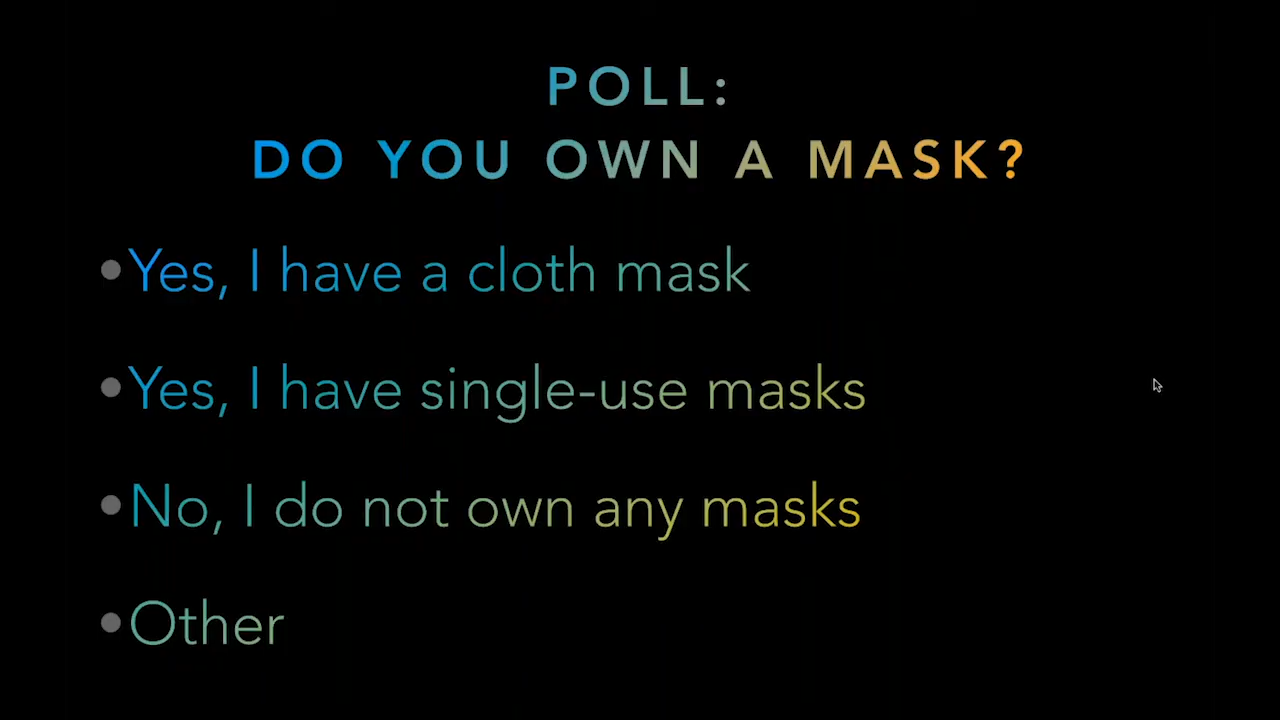 POLL:
DO YOU OWN A MASK?
•Yes, I have a cloth mask
•Yes, I have single-use masks
•No, I do not own any masks
•Other